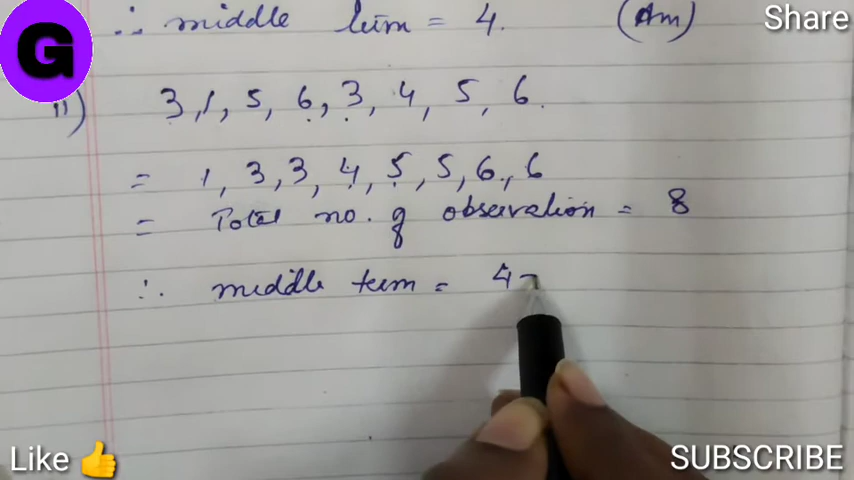 ∴ middle term = 4. (Ans)
Share
G
ii) 3, 1, 5, 6, 3, 4, 5, 6.
= 1, 3, 3, 4, 5, 5, 6, 6
= Total no. of observation = 8
∴ middle term = 4
Like 👍
SUBSCRIBE